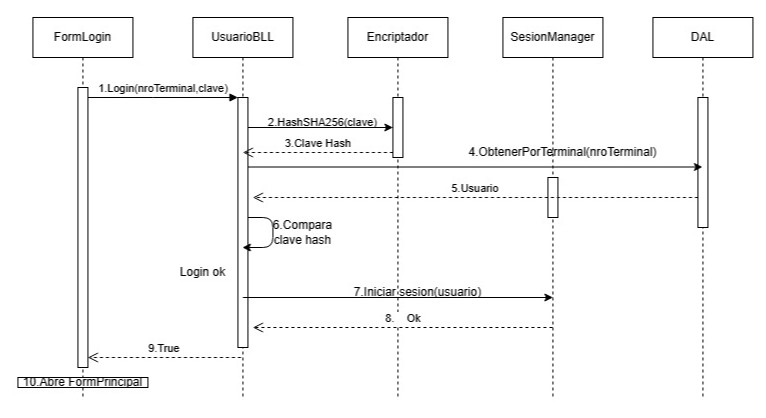 FormLogin
UsuarioBLL
Encriptador
SesionManager
DAL
1.Login(nroTerminal,clave)
2.HashSHA256(clave)
3.Clave Hash
4.ObtenerPorTerminal(nroTerminal)
5.Usuario
6.Compara
clave hash
Login ok
7.Iniciar sesion(usuario)
8. Ok
9.True
10.Abre FormPrincipal